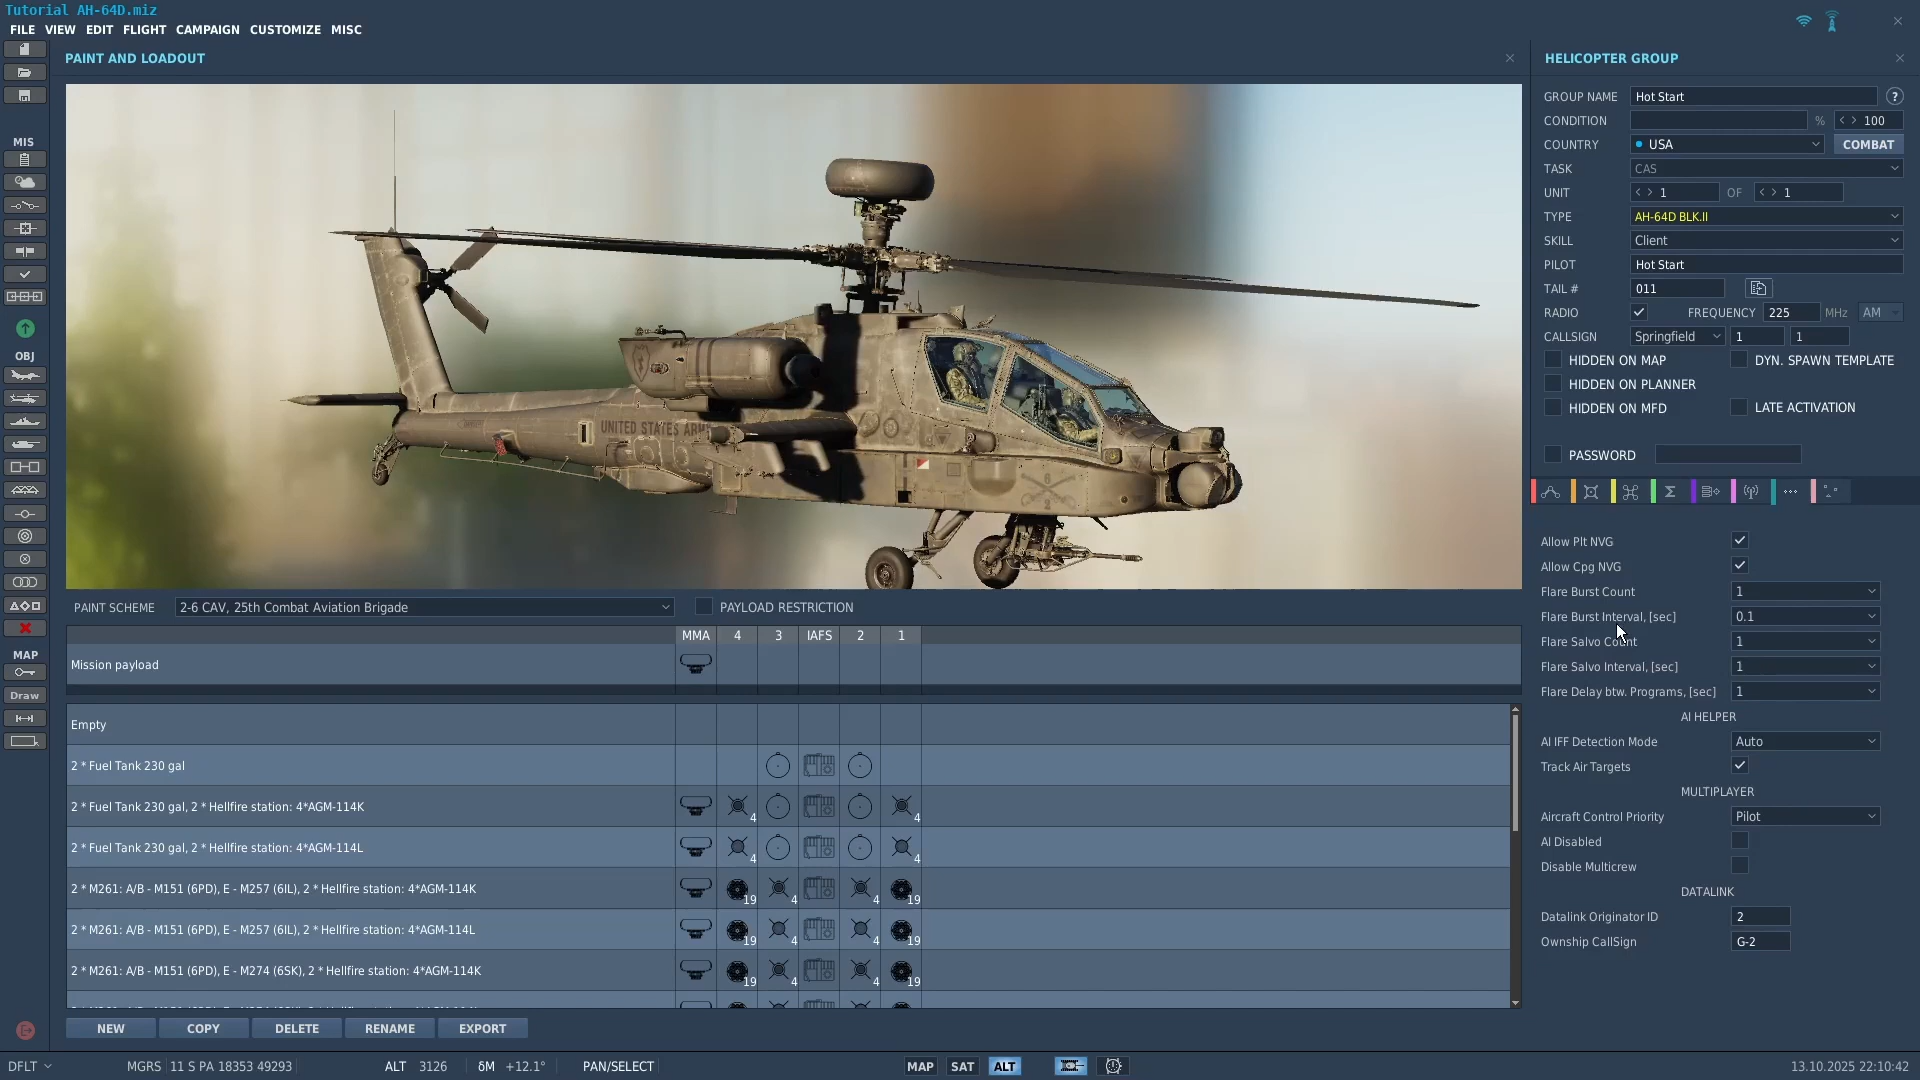 Tutorial AH-64D.miz
FILE VIEW EDIT FLIGHT CAMPAIGN CUSTOMIZE MISC
PAINT AND LOADOUT
UNITED STATES ARMY
PAINT SCHEME 2-6 CAV, 25th Combat Aviation Brigade PAYLOAD RESTRICTION
MMA 4 3 IAFS 2 1
Mission payload
Empty
2 * Fuel Tank 230 gal
2 * Fuel Tank 230 gal, 2 * Hellfire station: 4*AGM-114K 4 4
2 * Fuel Tank 230 gal, 2 * Hellfire station: 4*AGM-114L 4 4
2 * M261: A/B - M151 (6PD), E - M257 (6IL), 2 * Hellfire station: 4*AGM-114K 19 4 4 19
2 * M261: A/B - M151 (6PD), E - M257 (6IL), 2 * Hellfire station: 4*AGM-114L 19 4 4 19
2 * M261: A/B - M151 (6PD), E - M274 (6SK), 2 * Hellfire station: 4*AGM-114K 19 4 4 19
NEW COPY DELETE RENAME EXPORT
MIS
OBJ
MAP
Draw
HELICOPTER GROUP
GROUP NAME Hot Start ?
CONDITION % < > 100
COUNTRY USA COMBAT
TASK CAS
UNIT < > 1 OF < > 1
TYPE AH-64D BLK.II
SKILL Client
PILOT Hot Start
TAIL # 011
RADIO FREQUENCY 225 MHz AM
CALLSIGN Springfield 1 1
HIDDEN ON MAP DYN. SPAWN TEMPLATE
HIDDEN ON PLANNER
HIDDEN ON MFD LATE ACTIVATION
PASSWORD
Allow Plt NVG
Allow Cpg NVG
Flare Burst Count 1
Flare Burst Interval, [sec] 0.1
Flare Salvo Count 1
Flare Salvo Interval, [sec] 1
Flare Delay btw. Programs, [sec] 1
AI HELPER
AI IFF Detection Mode Auto
Track Air Targets
MULTIPLAYER
Aircraft Control Priority Pilot
AI Disabled
Disable Multicrew
DATALINK
Datalink Originator ID 2
Ownship CallSign G-2
DFLT MGRS 11 S PA 18353 49293 ALT 3126 δM +12.1° PAN/SELECT MAP SAT ALT 13.10.2025 22:10:42